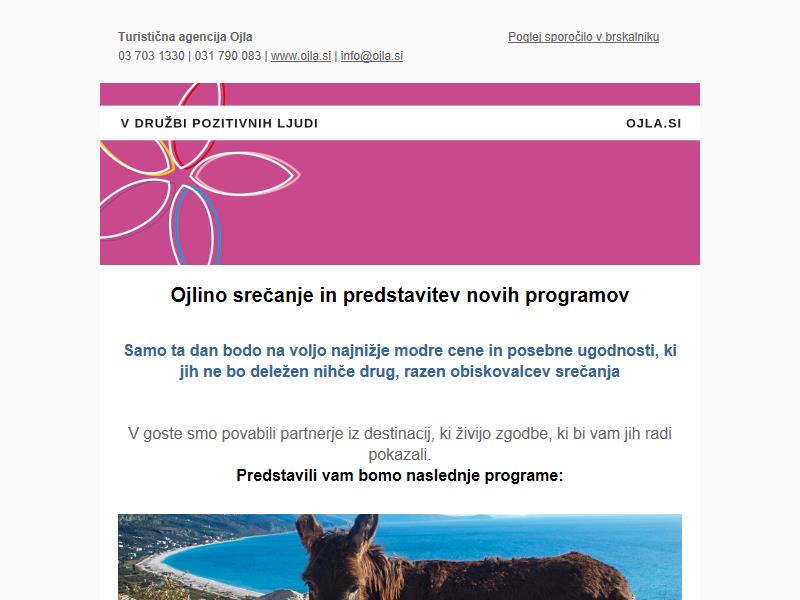 Turistična agencija Ojla
Poglej sporočilo v brskalniku
03 703 1330 | 031 790 083 | www.ojla.si | info@ojla.si
V DRUŽBI POZITIVNIH LJUDI
OJLA.SI
Ojlino srečanje in predstavitev novih programov
Samo ta dan bodo na voljo najnižje modre cene in posebne ugodnosti, ki
jih ne bo deležen nihče drug, razen obiskovalcev srečanja
V goste smo povabili partnerje iz destinacij, ki živijo zgodbe, ki bi vam jih radi
pokazali.
Predstavili vam bomo naslednje programe: